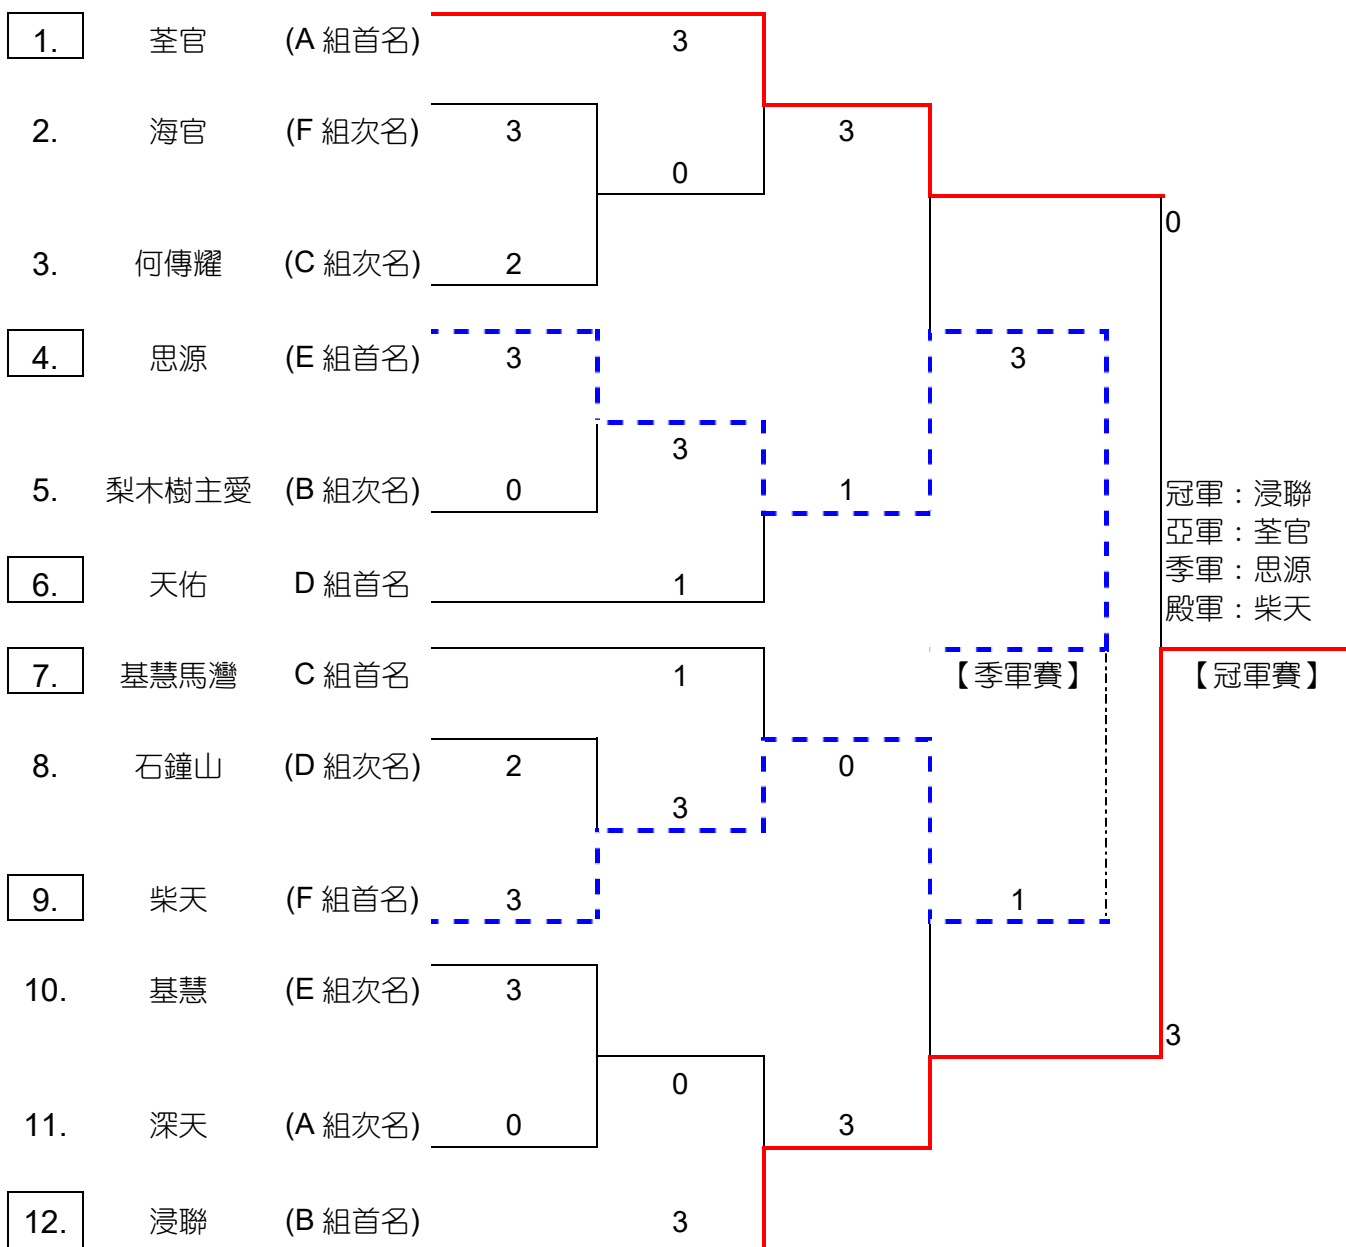 1. 荃官 (A 組首名) 3
2. 海官 (F 組次名) 3 3
0
0
3. 何傳耀 (C 組次名) 2
4. 思源 (E 組首名) 3 3
3
5. 梨木樹主愛 (B 組次名) 0 1
冠軍：浸聯
亞軍：荃官
季軍：思源
殿軍：柴天
6. 天佑 D 組首名 1
7. 基慧馬灣 C 組首名 1 【季軍賽】 【冠軍賽】
8. 石鐘山 (D 組次名) 2 0
3
9. 柴天 (F 組首名) 3 1
10. 基慧 (E 組次名) 3
3
0
11. 深天 (A 組次名) 0 3
12. 浸聯 (B 組首名) 3